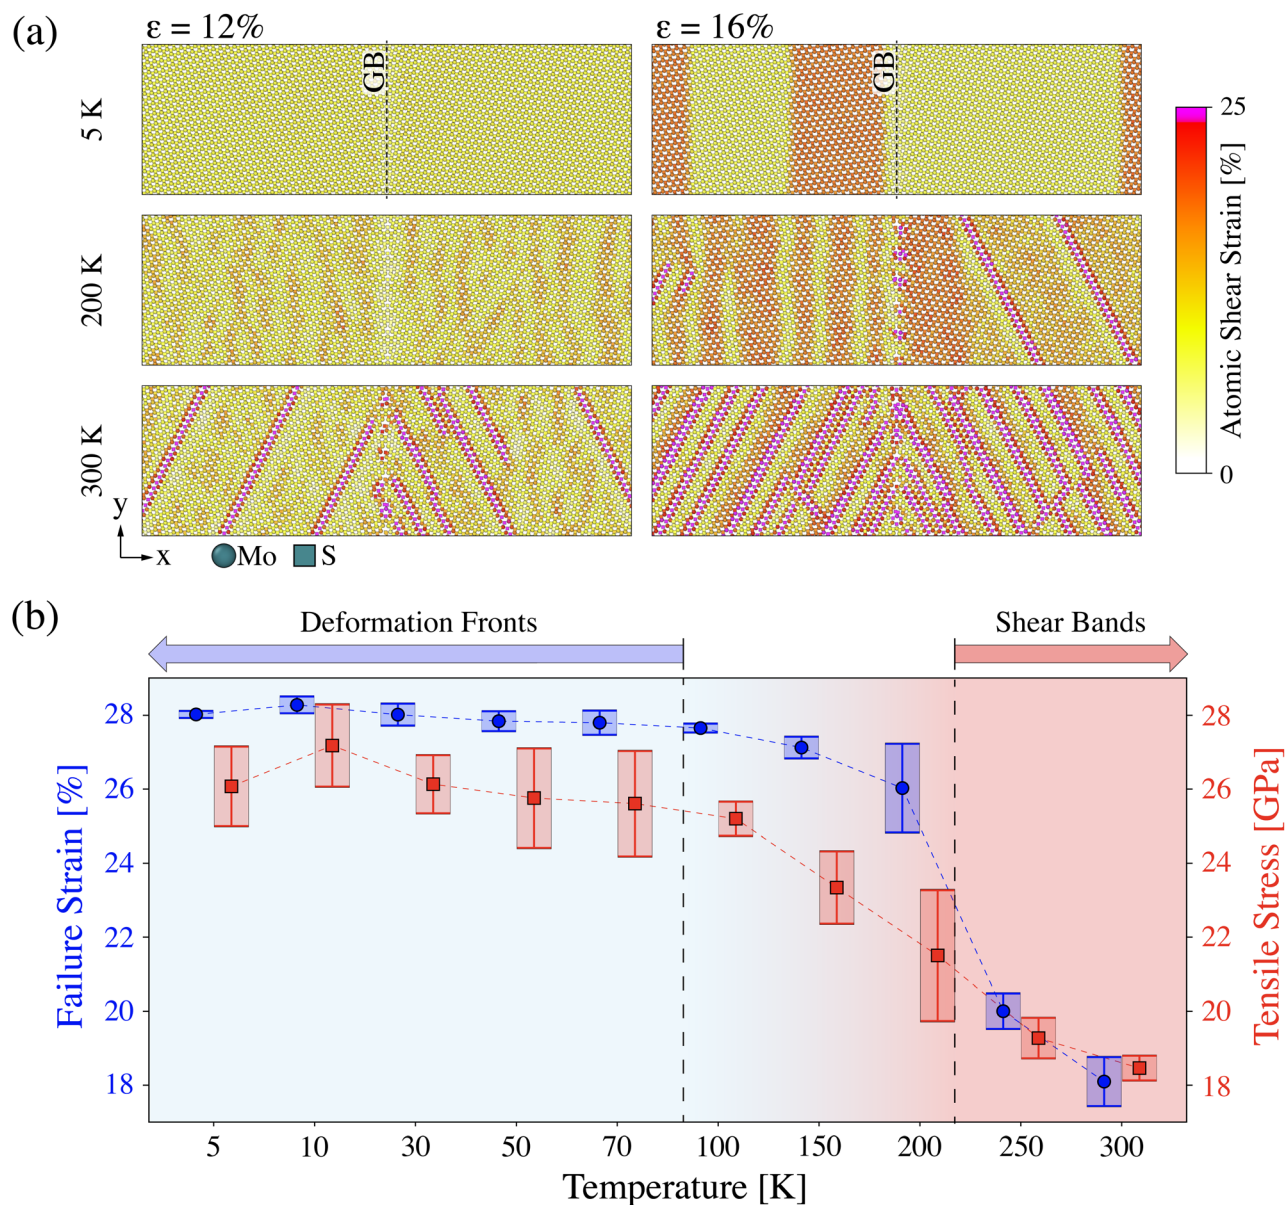 (a)
ε = 12%
ε = 16%
GB
GB
5 K
200 K
300 K
25
0
Atomic Shear Strain [%]
y
x
Mo
S
(b)
Deformation Fronts
Shear Bands
28
26
24
22
20
18
Failure Strain [%]
28
26
24
22
20
18
Tensile Stress [GPa]
5 10 30 50 70 100 150 200 250 300
Temperature [K]